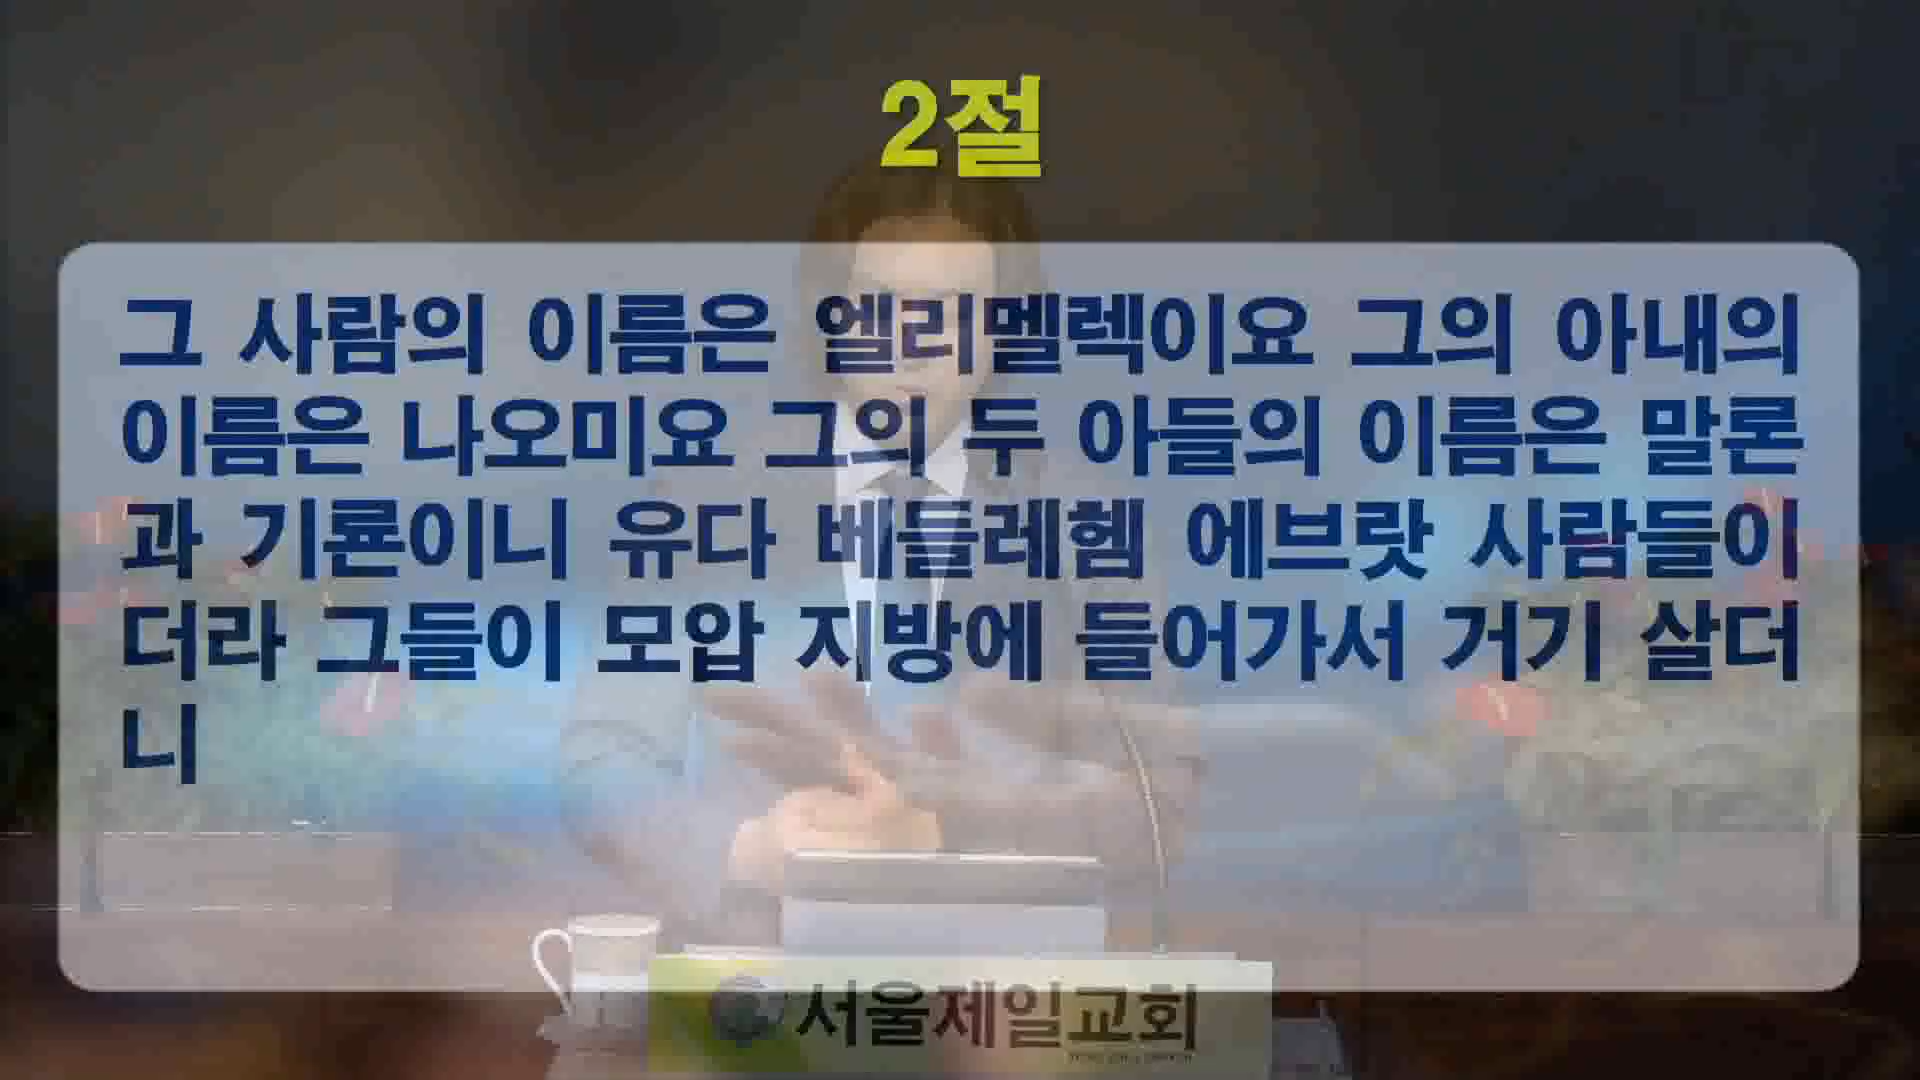 2절
그 사람의 이름은 엘리멜렉이요 그의 아내의
이름은 나오미요 그의 두 아들의 이름은 말론
과 기룐이니 유다 베들레헴 에브랏 사람들이
더라 그들이 모압 지방에 들어가서 거기 살더
니
서울제일교회